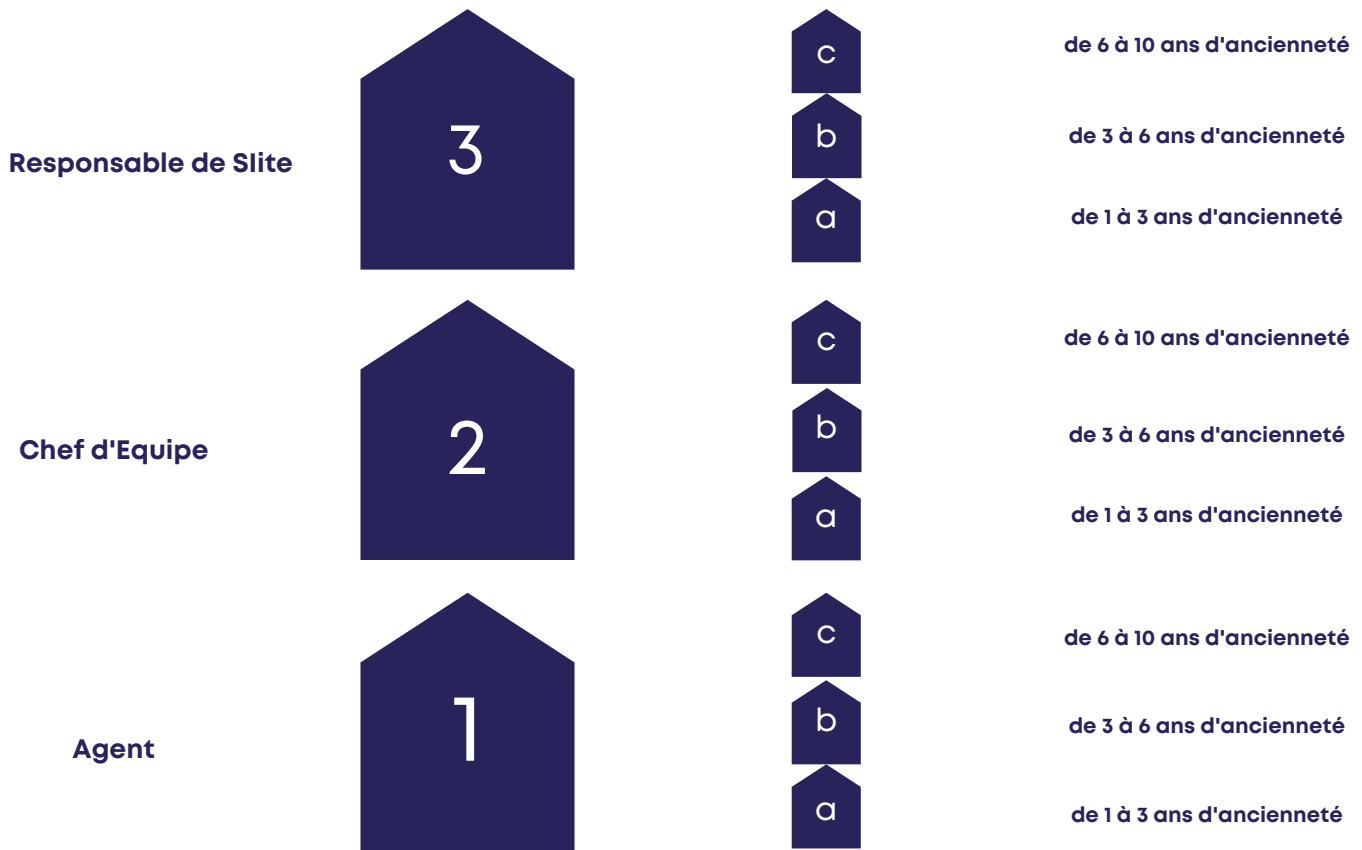 c
de 6 à 10 ans d'ancienneté
b
de 3 à 6 ans d'ancienneté
Responsable de SIite
3
a
de 1 à 3 ans d'ancienneté
c
de 6 à 10 ans d'ancienneté
b
de 3 à 6 ans d'ancienneté
Chef d'Equipe
2
a
de 1 à 3 ans d'ancienneté
c
de 6 à 10 ans d'ancienneté
b
de 3 à 6 ans d'ancienneté
Agent
1
a
de 1 à 3 ans d'ancienneté